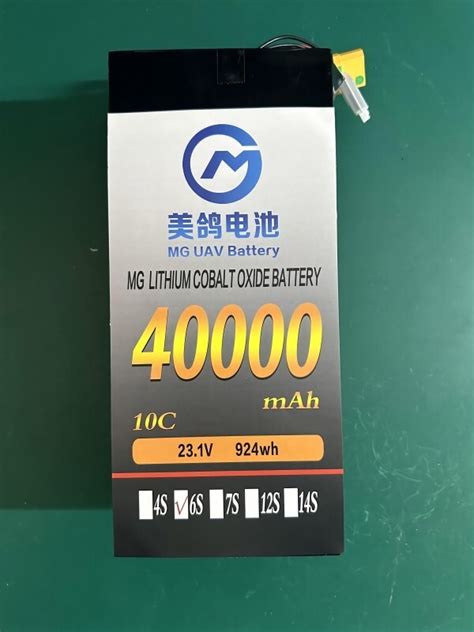 美鸽电池
MG UAV Battery
MG LITHIUM COBALT OXIDE BATTERY
40000
mAh
10C
23.1V 924wh
4S 6S 7S 12S 14S